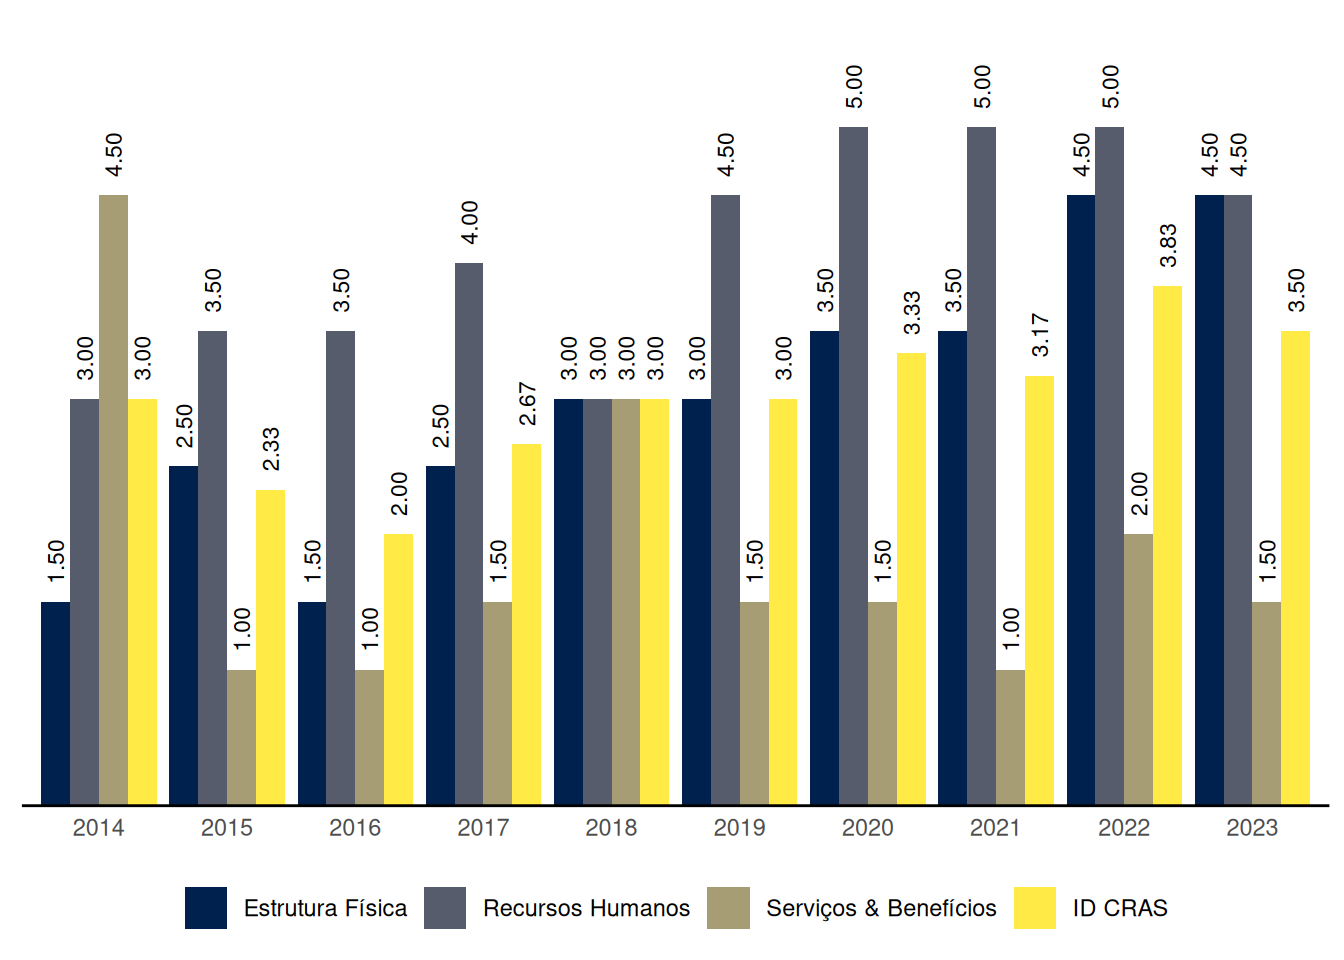 1.50 3.00 4.50 3.00
2.50 3.50 1.00 2.33
1.50 3.50 1.00 2.00
2.50 4.00 1.50 2.67
3.00 3.00 3.00 3.00
3.00 4.50 1.50 3.00
3.50 5.00 1.50 3.33
3.50 5.00 1.00 3.17
4.50 5.00 2.00 3.83
4.50 4.50 1.50 3.50
2014 2015 2016 2017 2018 2019 2020 2021 2022 2023
Estrutura Física Recursos Humanos Serviços & Benefícios ID CRAS